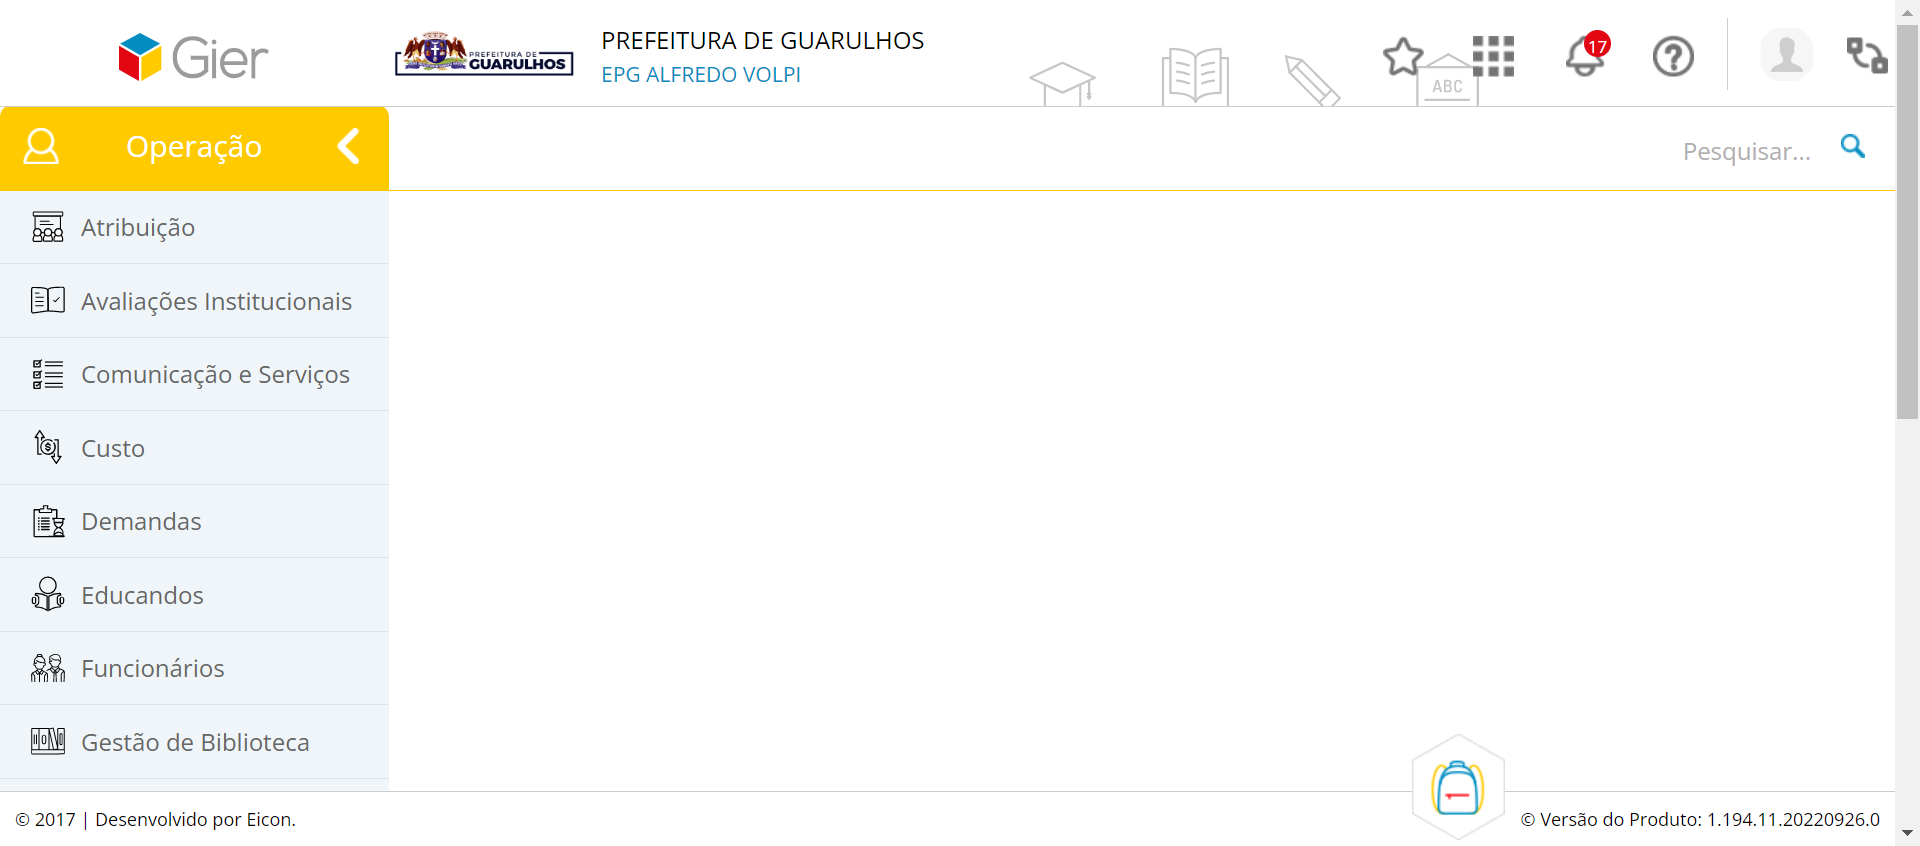 Gier
PREFEITURA DE
GUARULHOS
PREFEITURA DE GUARULHOS
EPG ALFREDO VOLPI
ABC
17
Operação
Pesquisar...
Atribuição
Avaliações Institucionais
Comunicação e Serviços
Custo
Demandas
Educandos
Funcionários
Gestão de Biblioteca
© 2017 | Desenvolvido por Eicon.
© Versão do Produto: 1.194.11.20220926.0